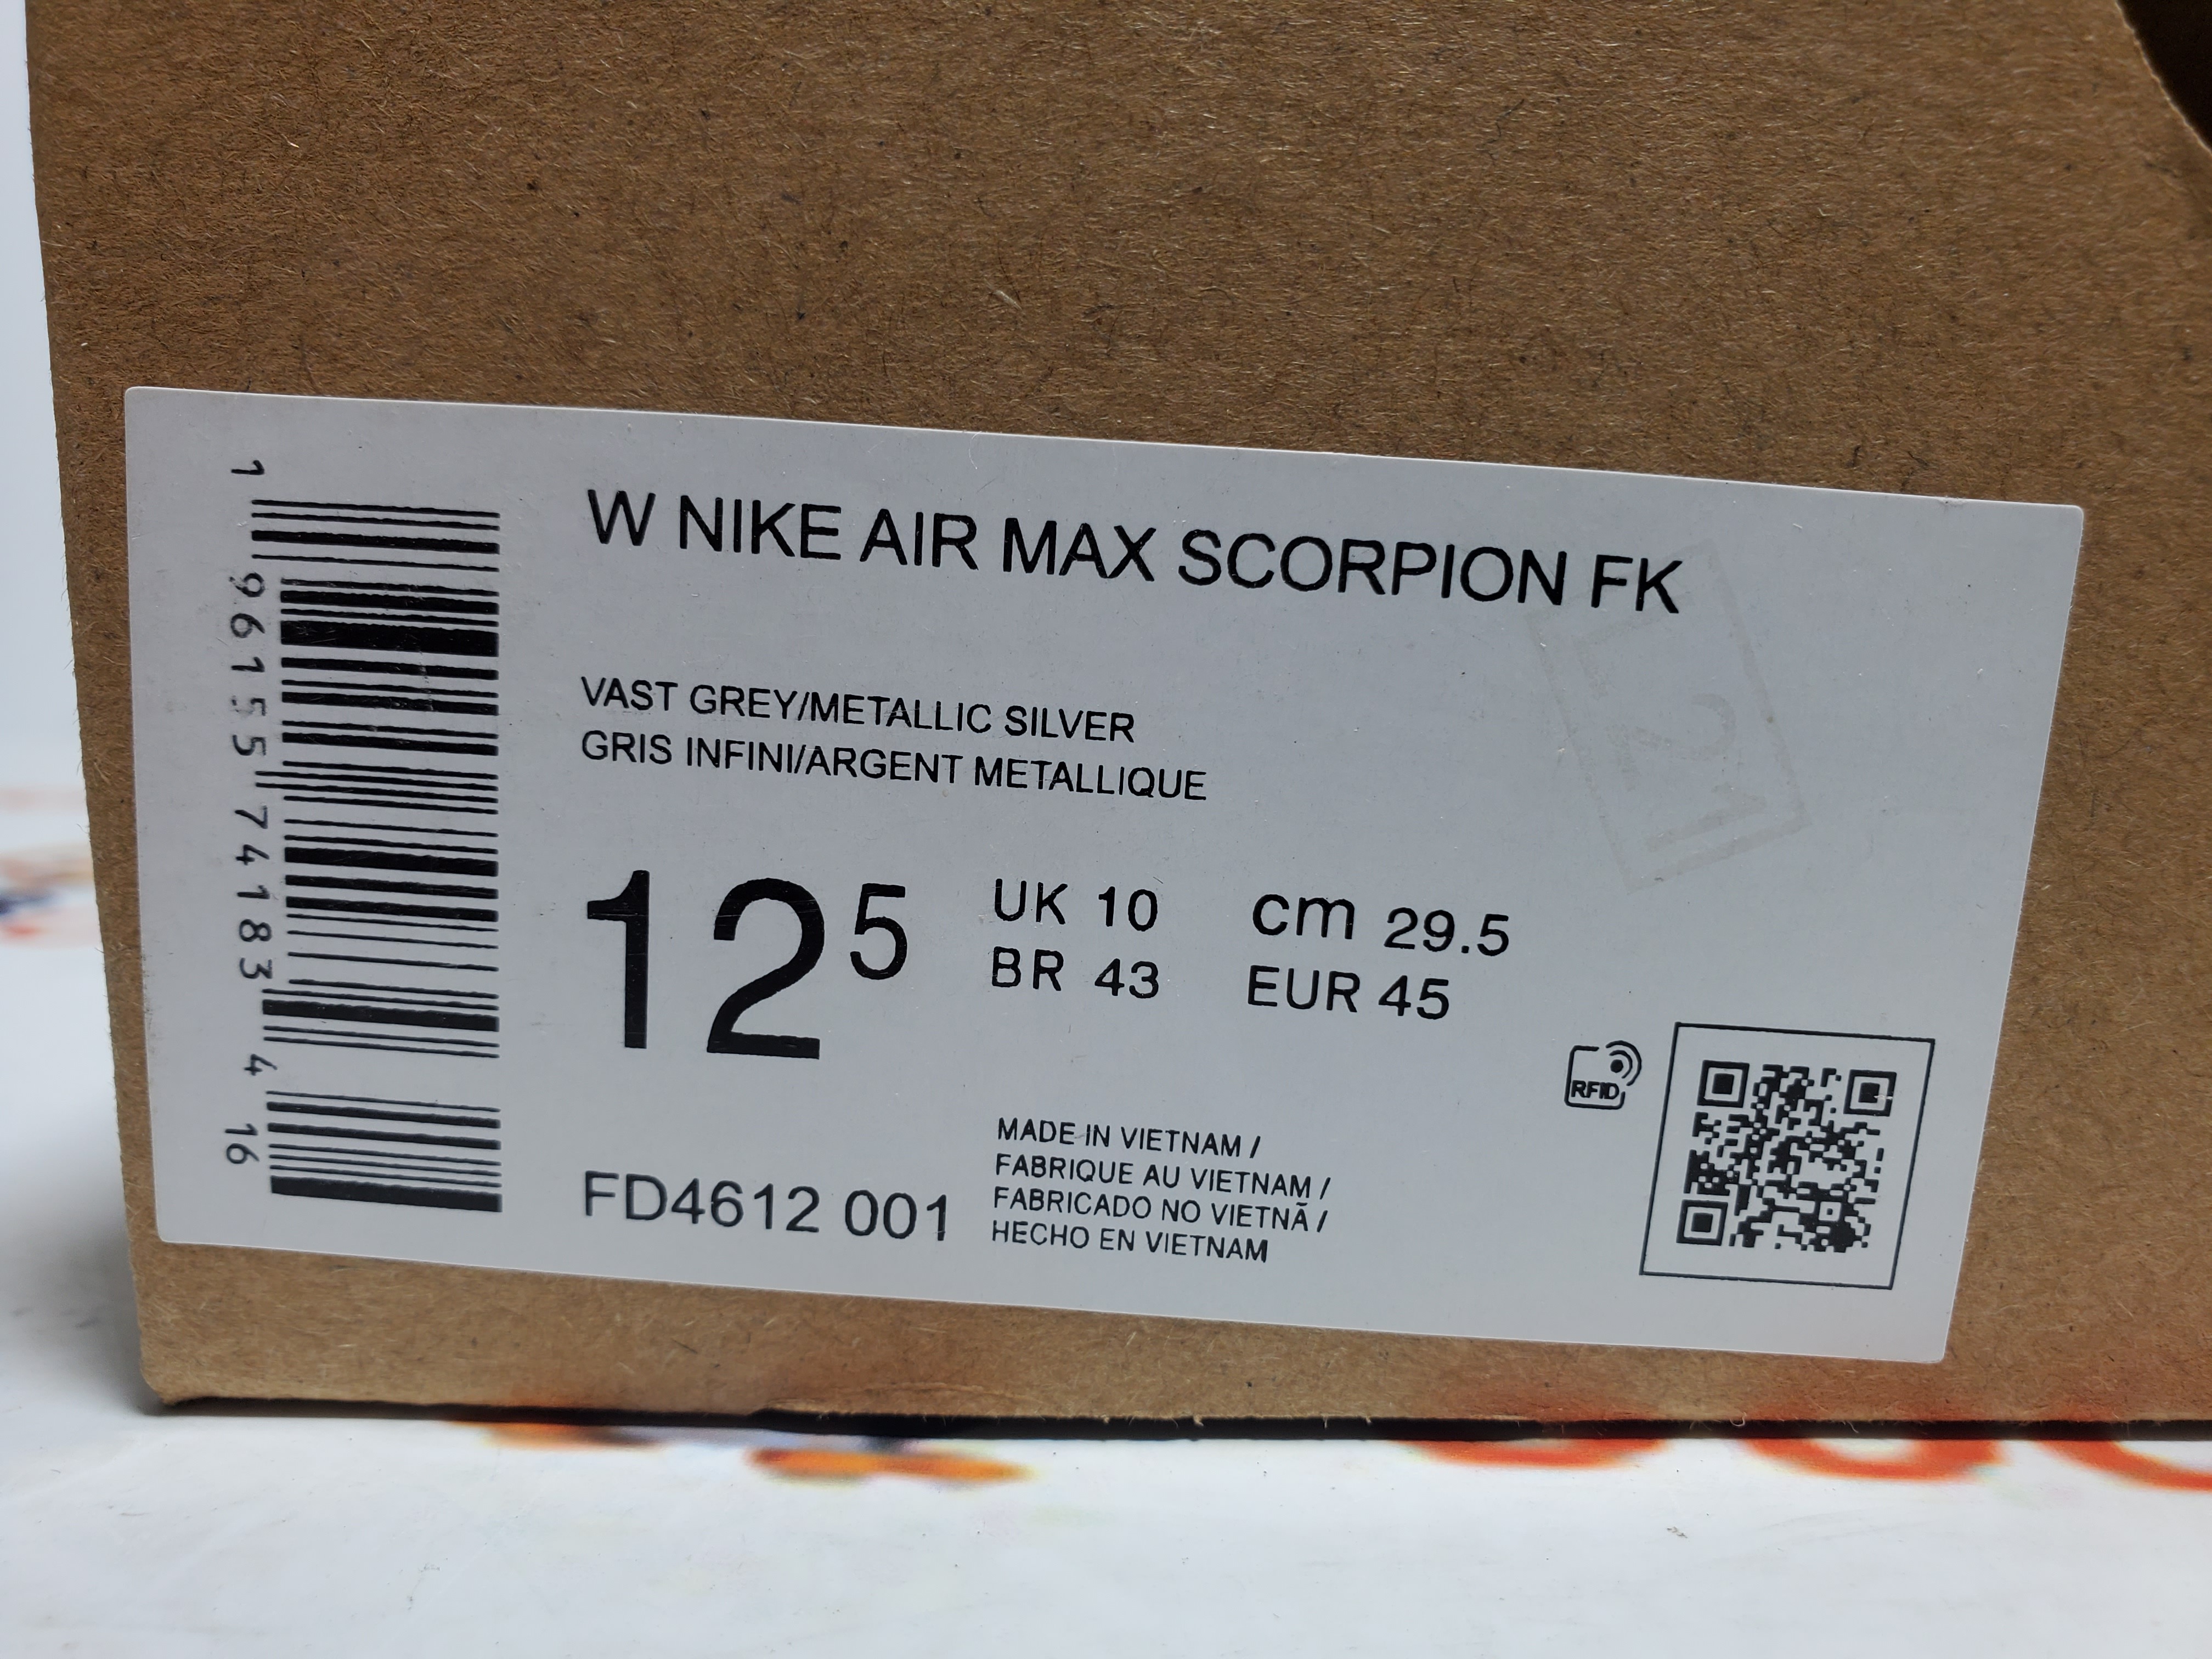 W NIKE AIR MAX SCORPION FK
VAST GREY/METALLIC SILVER
GRIS INFINI/ARGENT METALLIQUE
12 5
UK 10 cm 29.5
BR 43 EUR 45
FD4612 001
MADE IN VIETNAM /
FABRIQUE AU VIETNAM /
FABRICADO NO VIETNÃ /
HECHO EN VIETNAM
RFID
1 96155 74183 4 16